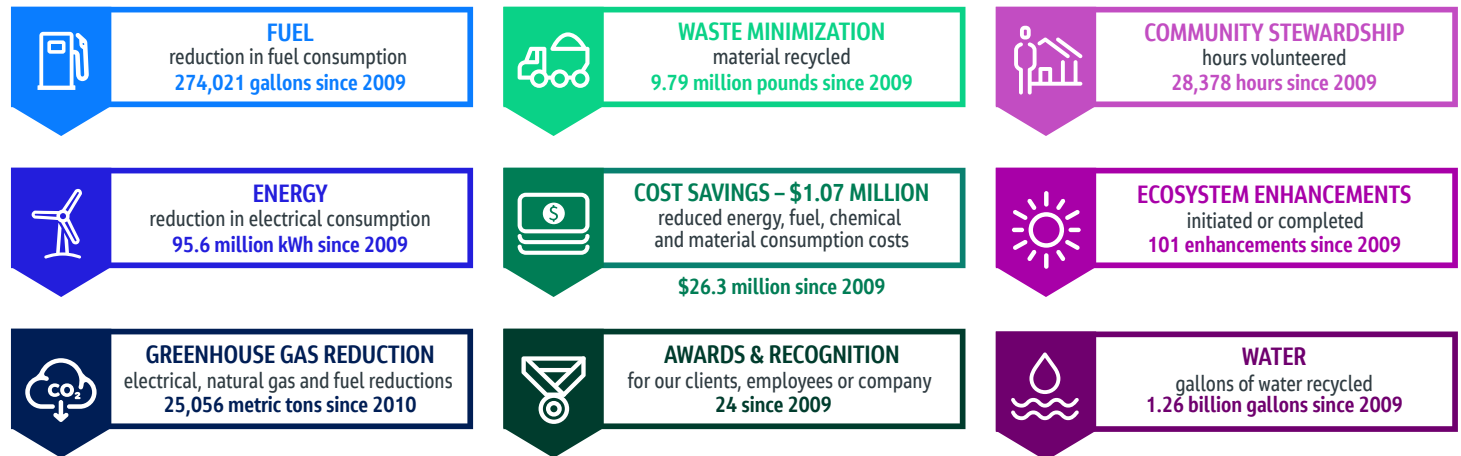 FUEL
reduction in fuel consumption
274,021 gallons since 2009
WASTE MINIMIZATION
material recycled
9.79 million pounds since 2009
COMMUNITY STEWARDSHIP
hours volunteered
28,378 hours since 2009
ENERGY
reduction in electrical consumption
95.6 million kWh since 2009
COST SAVINGS – $1.07 MILLION
reduced energy, fuel, chemical
and material consumption costs
$26.3 million since 2009
$
ECOSYSTEM ENHANCEMENTS
initiated or completed
101 enhancements since 2009
CO₂
GREENHOUSE GAS REDUCTION
electrical, natural gas and fuel reductions
25,056 metric tons since 2010
AWARDS & RECOGNITION
for our clients, employees or company
24 since 2009
WATER
gallons of water recycled
1.26 billion gallons since 2009